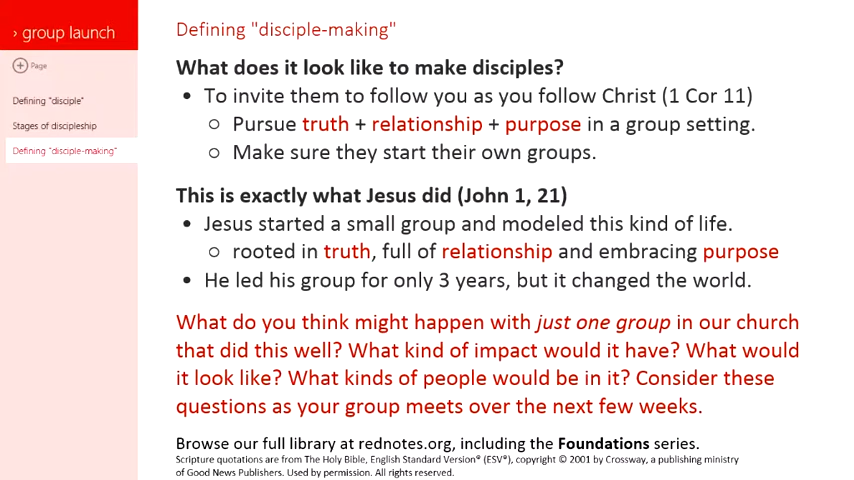 › group launch
Page
Defining "disciple"
Stages of discipleship
Defining "disciple-making"
Defining "disciple-making"
What does it look like to make disciples?
• To invite them to follow you as you follow Christ (1 Cor 11)
○ Pursue truth + relationship + purpose in a group setting.
○ Make sure they start their own groups.
This is exactly what Jesus did (John 1, 21)
• Jesus started a small group and modeled this kind of life.
○ rooted in truth, full of relationship and embracing purpose
• He led his group for only 3 years, but it changed the world.
What do you think might happen with just one group in our church
that did this well? What kind of impact would it have? What would
it look like? What kinds of people would be in it? Consider these
questions as your group meets over the next few weeks.
Browse our full library at rednotes.org, including the Foundations series.
Scripture quotations are from The Holy Bible, English Standard Version® (ESV®), copyright © 2001 by Crossway, a publishing ministry
of Good News Publishers. Used by permission. All rights reserved.